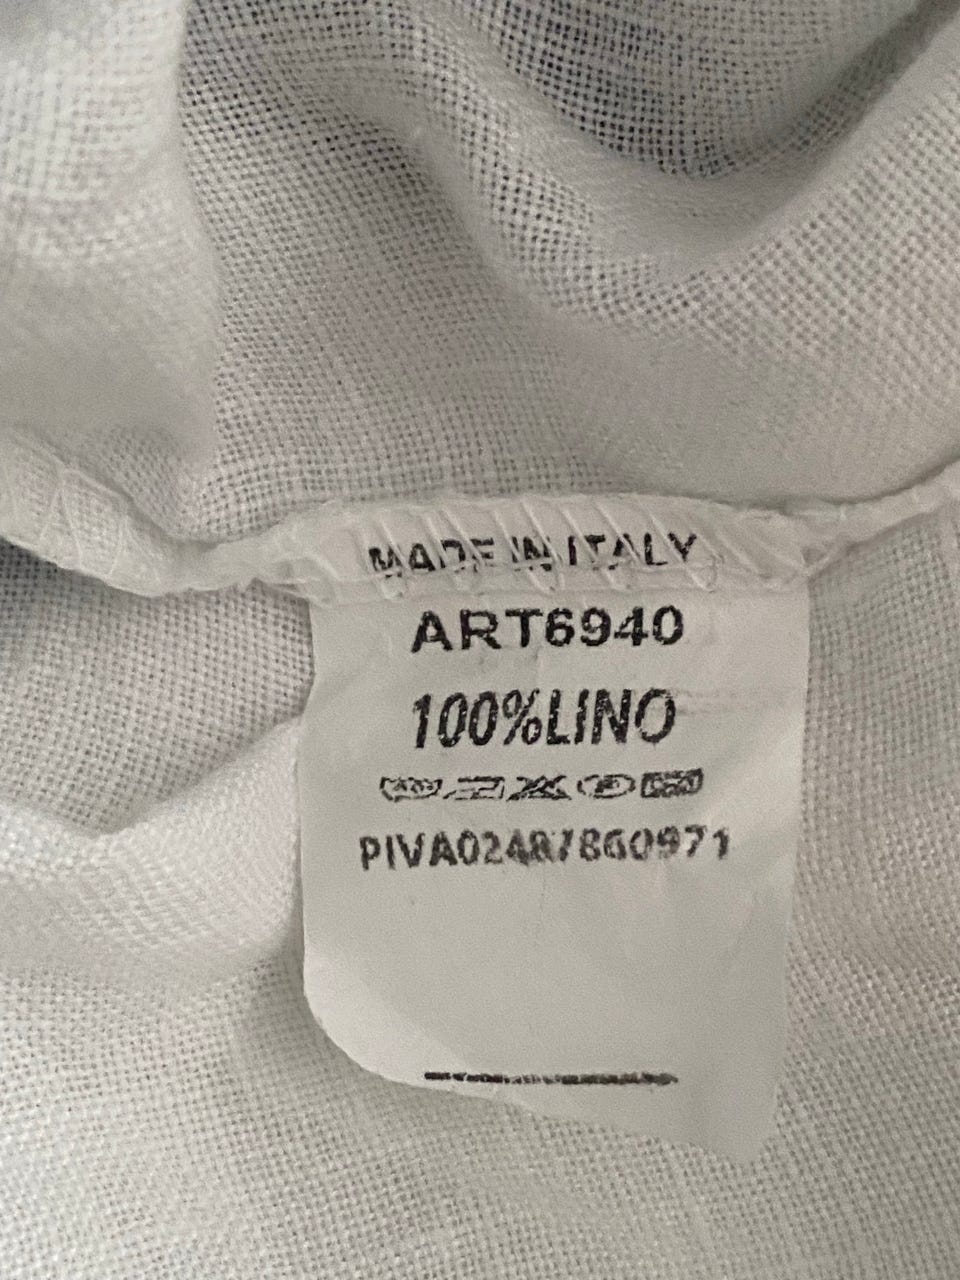 MADE IN ITALY
ART6940
100%LINO
PIVA02487860971